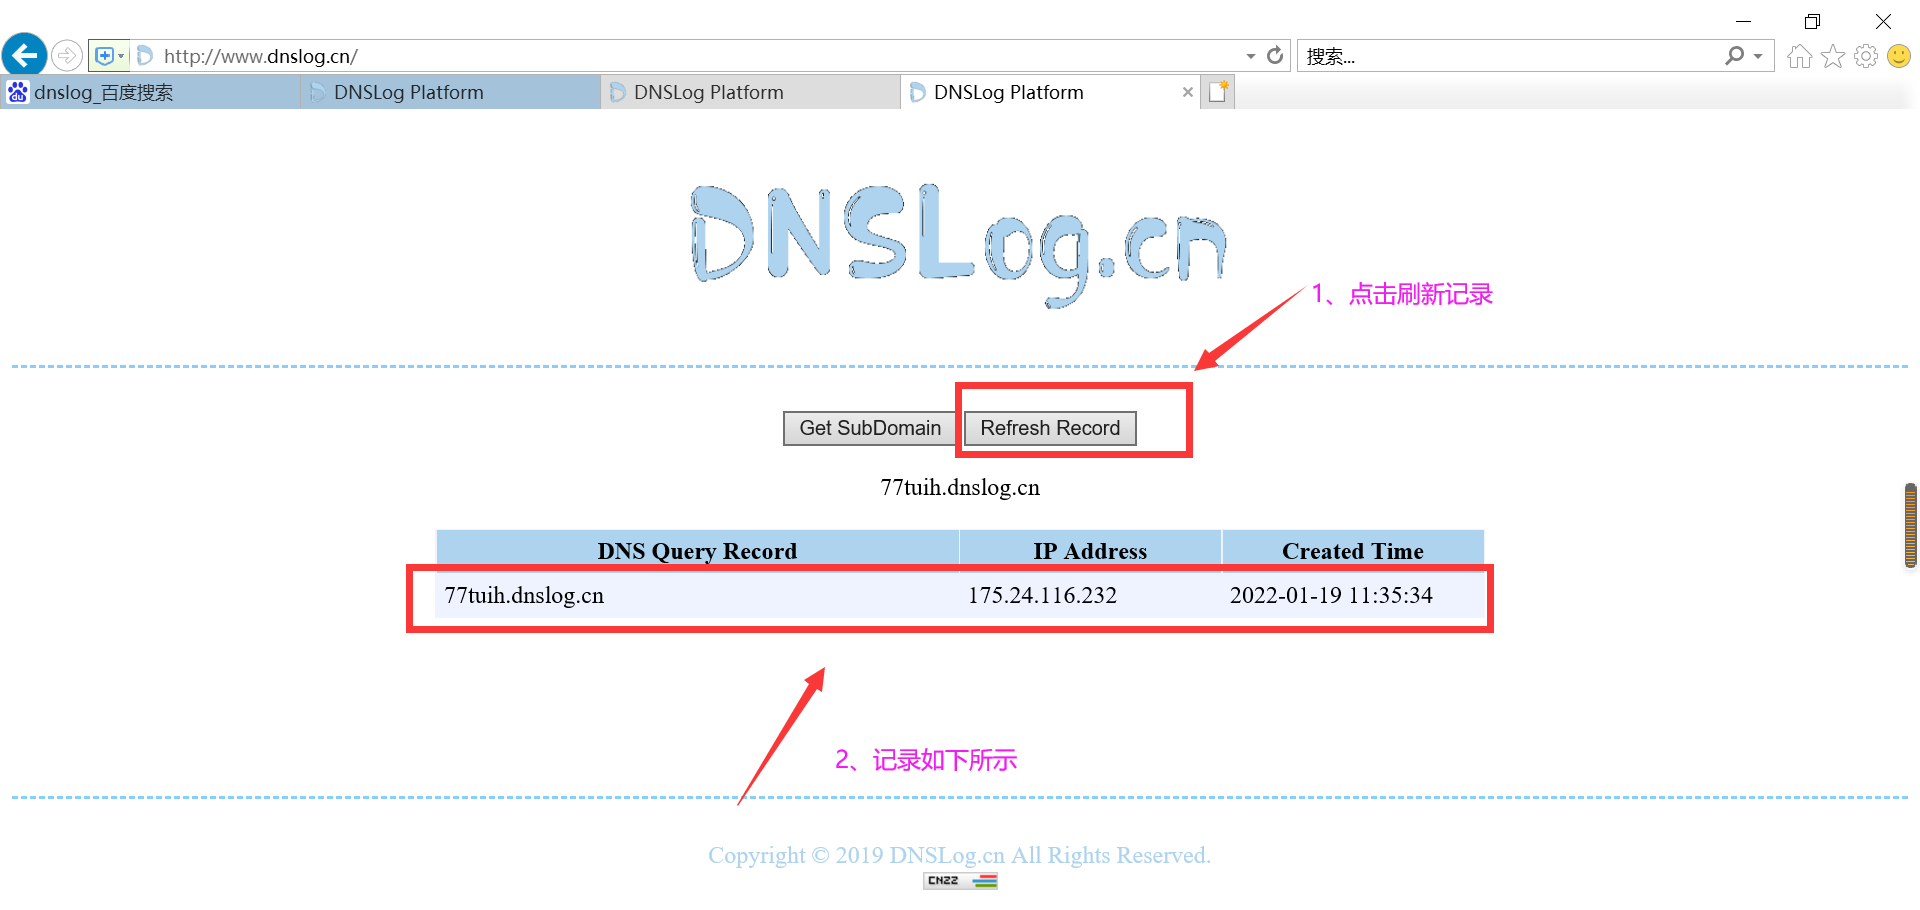 http://www.dnslog.cn/
搜索...
dnslog_百度搜索
DNSLog Platform
DNSLog Platform
DNSLog Platform
DNSLog.cn
1、点击刷新记录
Get SubDomain
Refresh Record
77tuih.dnslog.cn
DNS Query Record IP Address Created Time
77tuih.dnslog.cn 175.24.116.232 2022-01-19 11:35:34
2、记录如下所示
Copyright © 2019 DNSLog.cn All Rights Reserved.
CNZZ